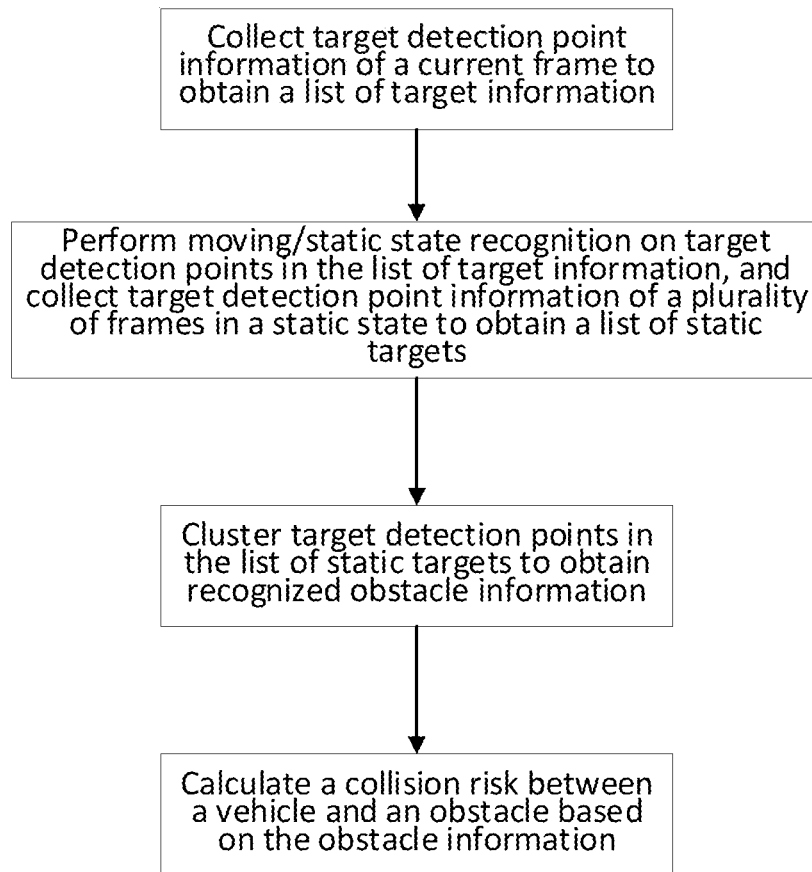 Collect target detection point
information of a current frame to
obtain a list of target information
Perform moving/static state recognition on target
detection points in the list of target information, and
collect target detection point information of a plurality
of frames in a static state to obtain a list of static
targets
Cluster target detection points in
the list of static targets to obtain
recognized obstacle information
Calculate a collision risk between
a vehicle and an obstacle based
on the obstacle information